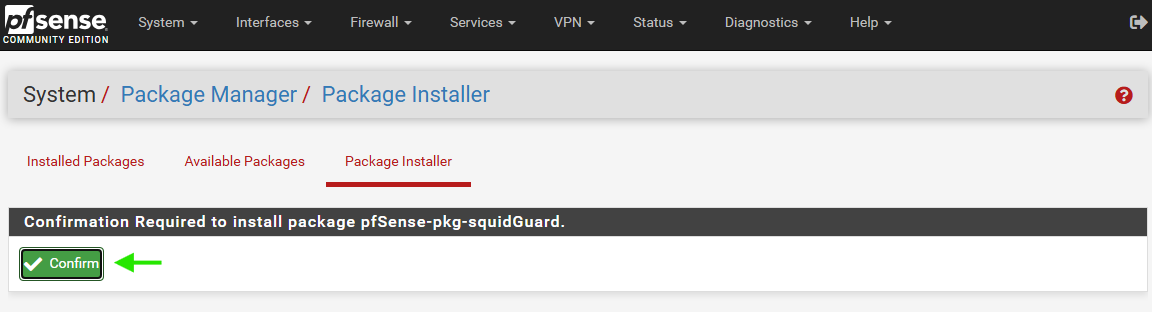 pfsense System Interfaces Firewall Services VPN Status Diagnostics Help
COMMUNITY EDITION
System / Package Manager / Package Installer
Installed Packages Available Packages Package Installer
Confirmation Required to install package pfSense-pkg-squidGuard.
Confirm